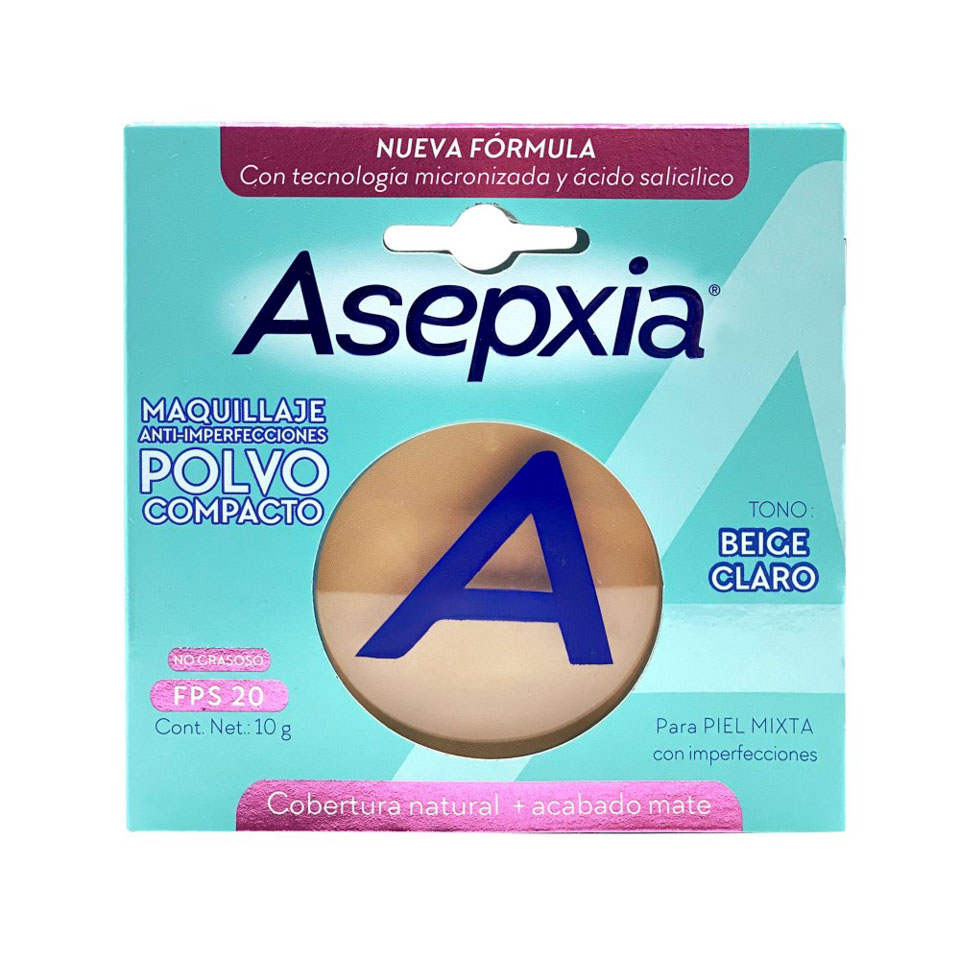 NUEVA FÓRMULA
Con tecnología micronizada y ácido salicílico
Asepxia®
MAQUILLAJE
ANTI-IMPERFECCIONES
POLVO
COMPACTO
A
TONO:
BEIGE
CLARO
NO GRASOSO
FPS 20
Cont. Net.: 10 g
Para PIEL MIXTA
con imperfecciones
Cobertura natural + acabado mate